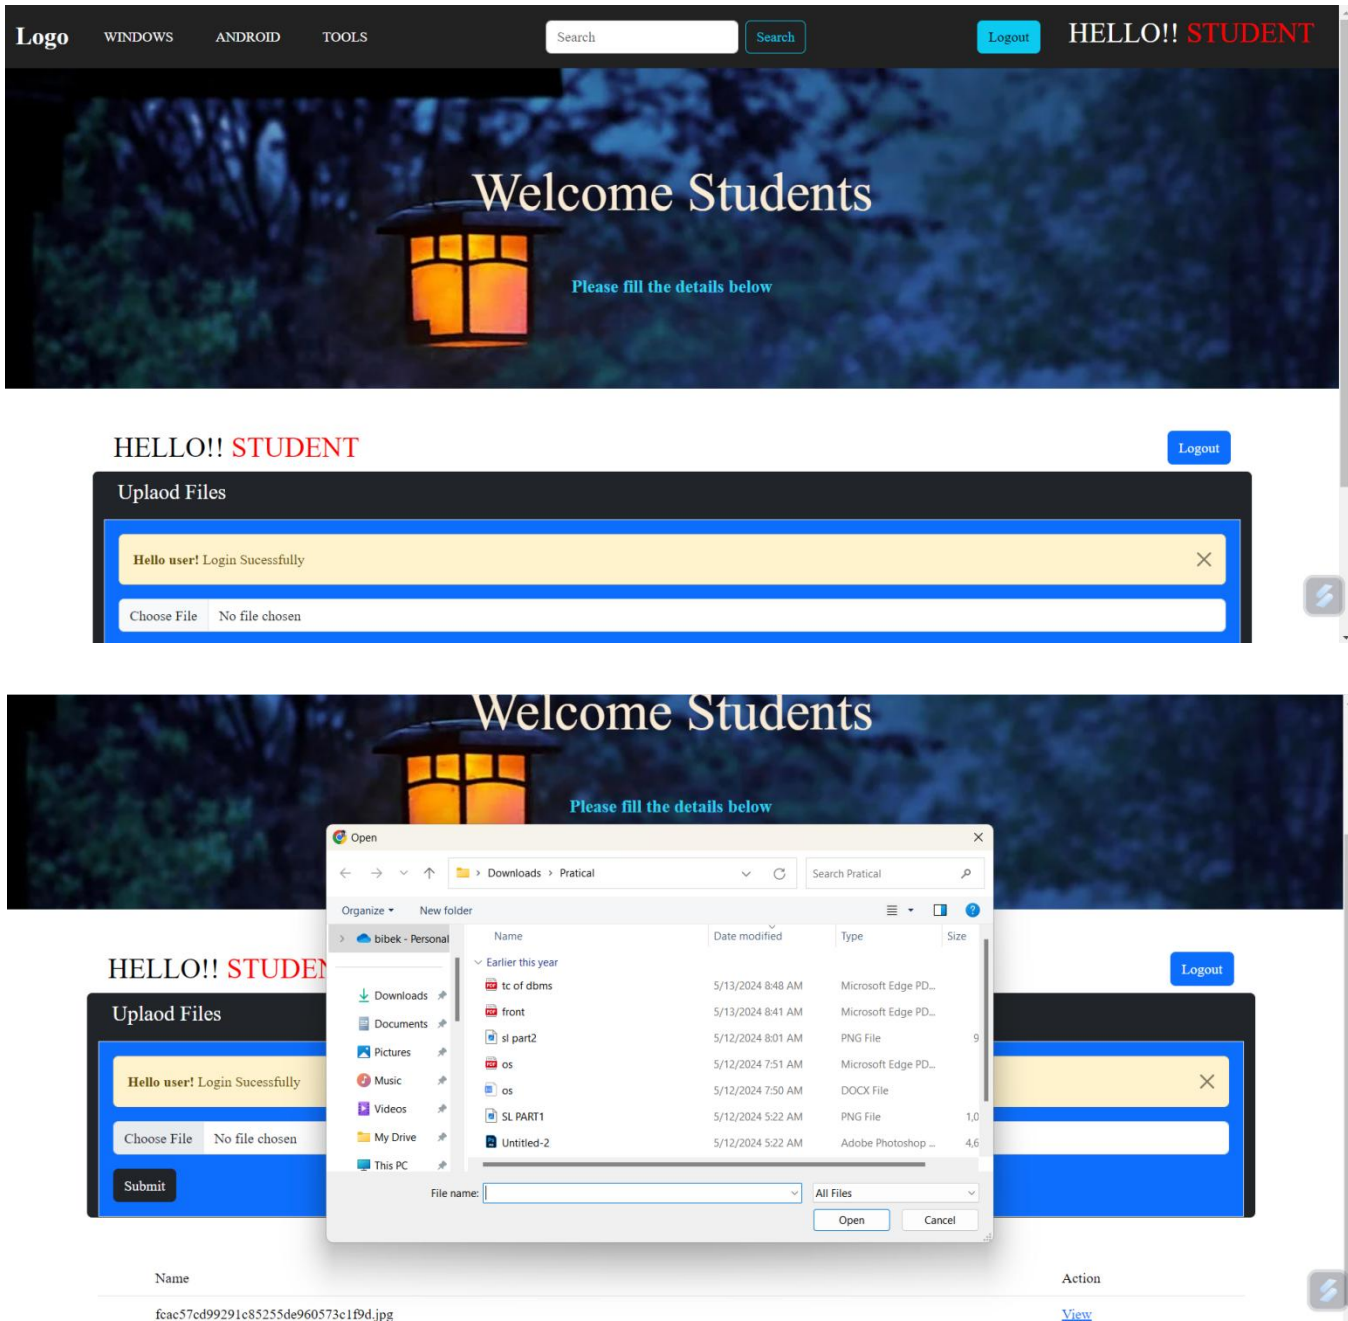 Logo WINDOWS ANDROID TOOLS Search Search Logout HELLO!! STUDENT
Welcome Students
Please fill the details below
HELLO!! STUDENT Logout
Uplaod Files
Hello user! Login Sucessfully
Choose File No file chosen
Welcome Students
Please fill the details below
Open
Downloads > Pratical Search Pratical
Organize New folder
bibek - Personal Name Date modified Type Size
Earlier this year
tc of dbms 5/13/2024 8:48 AM Microsoft Edge PD...
Downloads
front 5/13/2024 8:41 AM Microsoft Edge PD...
Documents
sl part2 5/12/2024 8:01 AM PNG File 9
Pictures
os 5/12/2024 7:51 AM Microsoft Edge PD...
Music
os 5/12/2024 7:50 AM DOCX File
Videos
SL PART1 5/12/2024 5:22 AM PNG File 1,0
My Drive
Untitled-2 5/12/2024 5:22 AM Adobe Photoshop ... 4,6
This PC
File name: All Files
Open Cancel
HELLO!! STUDEN Logout
Uplaod Files
Hello user! Login Sucessfully
Choose File No file chosen
Submit
Name Action
fcac57cd99291c85255de960573c1f9d.jpg View